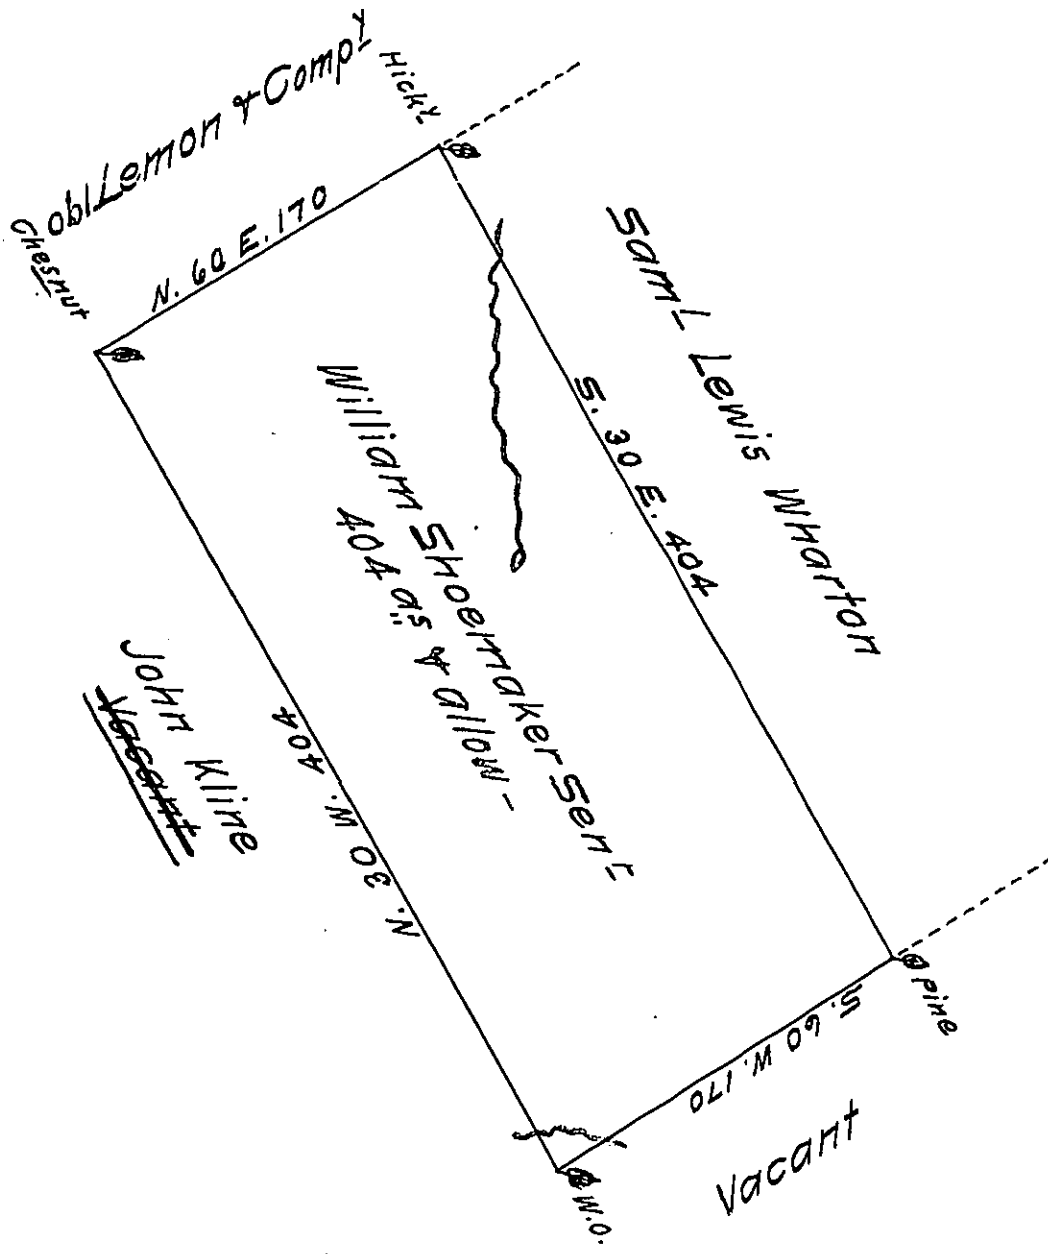 Lemon & Compy
Hicky
Chesnut
N. 60 E. 170
Saml Lewis Wharton
S. 30 E. 404
William Shoemaker Senr
404 as & allow-
John Kline
Vacant
N. 30 W. 404
Pine
S. 60 W. 170
Vacant
W.O.